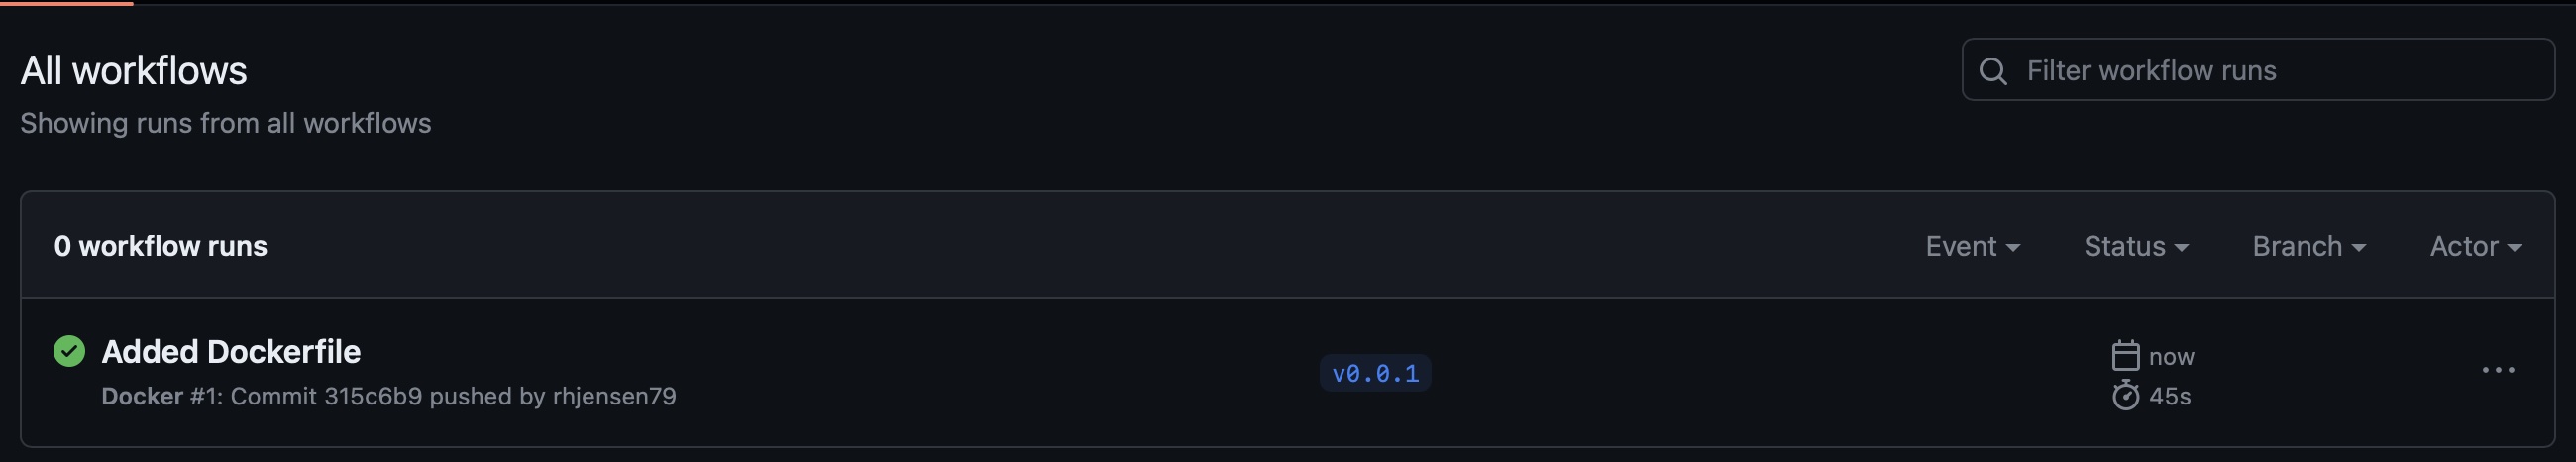 All workflows
Filter workflow runs
Showing runs from all workflows
0 workflow runs
Event Status Branch Actor
Added Dockerfile
Docker #1: Commit 315c6b9 pushed by rhjensen79
v0.0.1
now
45s